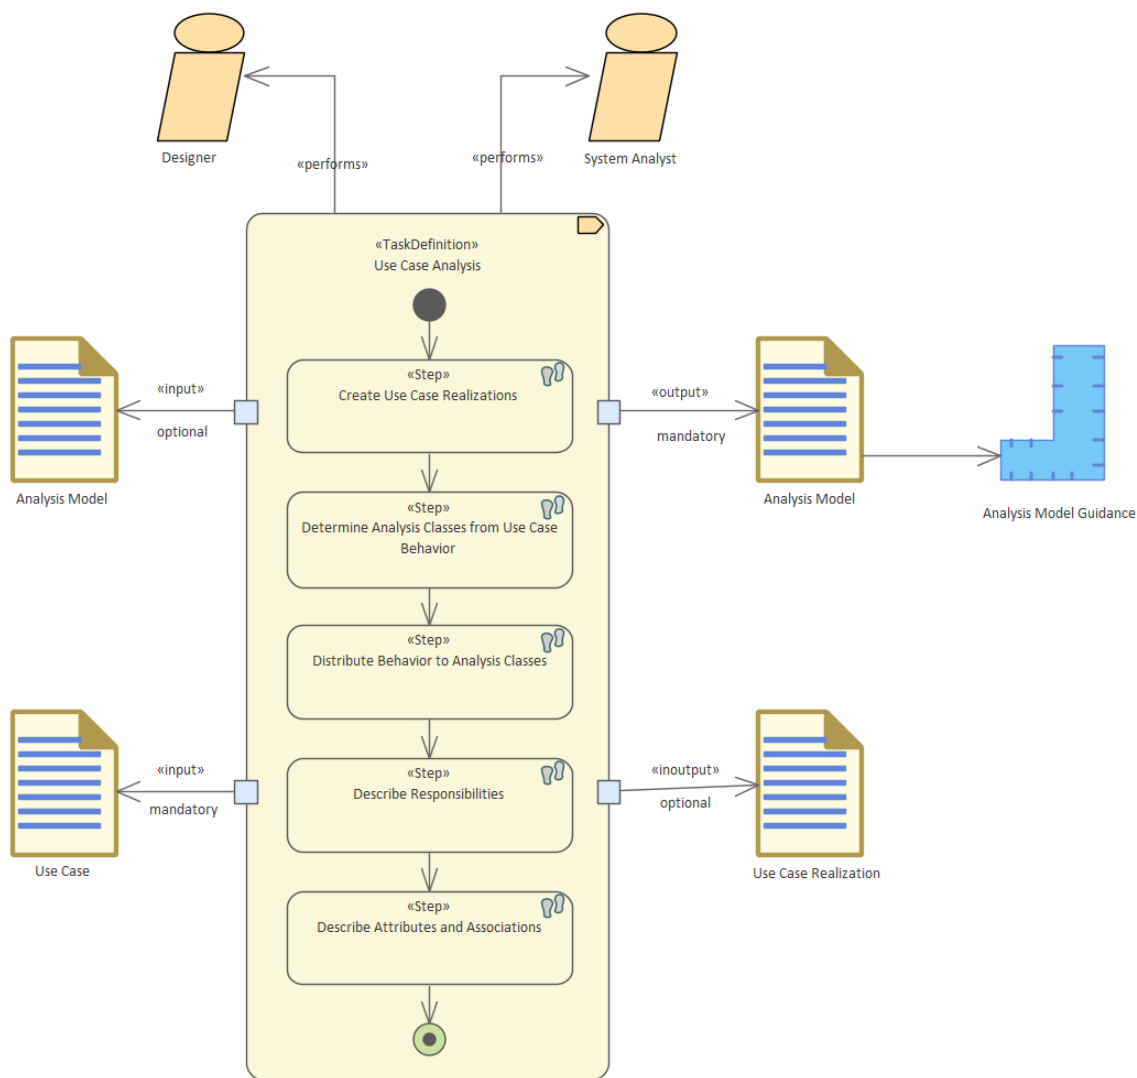 Designer
System Analyst
«performs»
«performs»
«TaskDefinition»
Use Case Analysis
«Step»
Create Use Case Realizations
«input»
optional
Analysis Model
«output»
mandatory
Analysis Model
Analysis Model Guidance
«Step»
Determine Analysis Classes from Use Case
Behavior
«Step»
Distribute Behavior to Analysis Classes
«Step»
Describe Responsibilities
«input»
mandatory
Use Case
«inoutput»
optional
Use Case Realization
«Step»
Describe Attributes and Associations